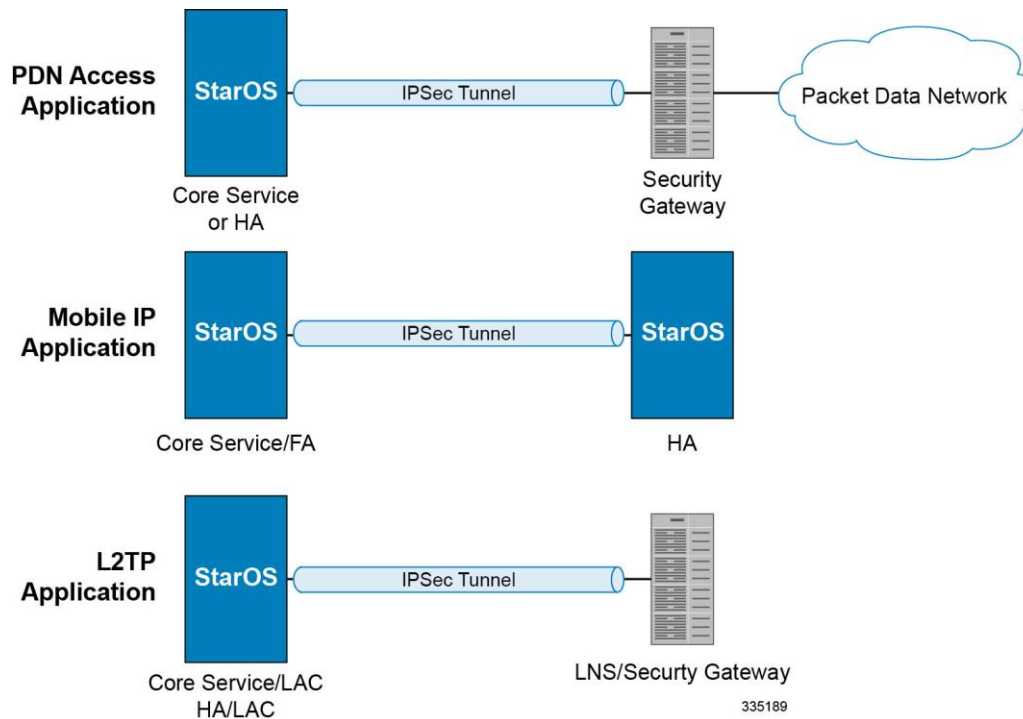 PDN Access
Application
StarOS
IPSec Tunnel
Packet Data Network
Core Service
or HA
Security
Gateway
Mobile IP
Application
StarOS
IPSec Tunnel
StarOS
Core Service/FA
HA
L2TP
Application
StarOS
IPSec Tunnel
Core Service/LAC
HA/LAC
LNS/Securty Gateway
335189